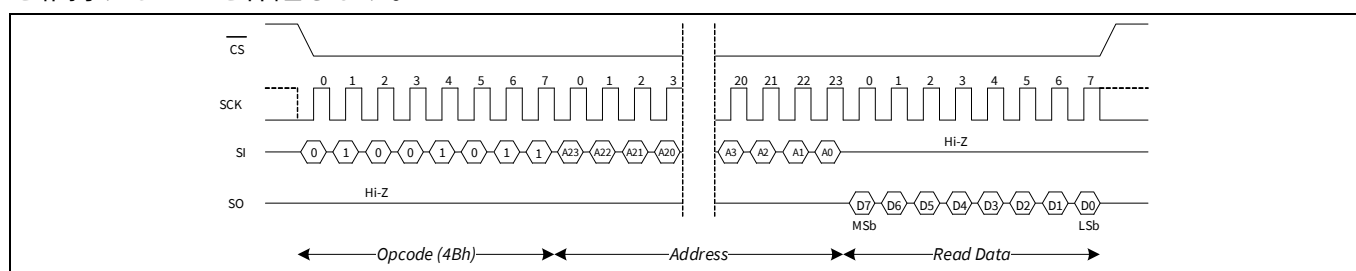 CS
0 1 2 3 4 5 6 7 0 1 2 3 20 21 22 23 0 1 2 3 4 5 6 7
SCK
SI 0 1 0 0 1 0 1 1 A23 A22 A21 A20 A3 A2 A1 A0 Hi-Z
SO Hi-Z D7 D6 D5 D4 D3 D2 D1 D0
MSb LSb
Opcode (4Bh) Address Read Data